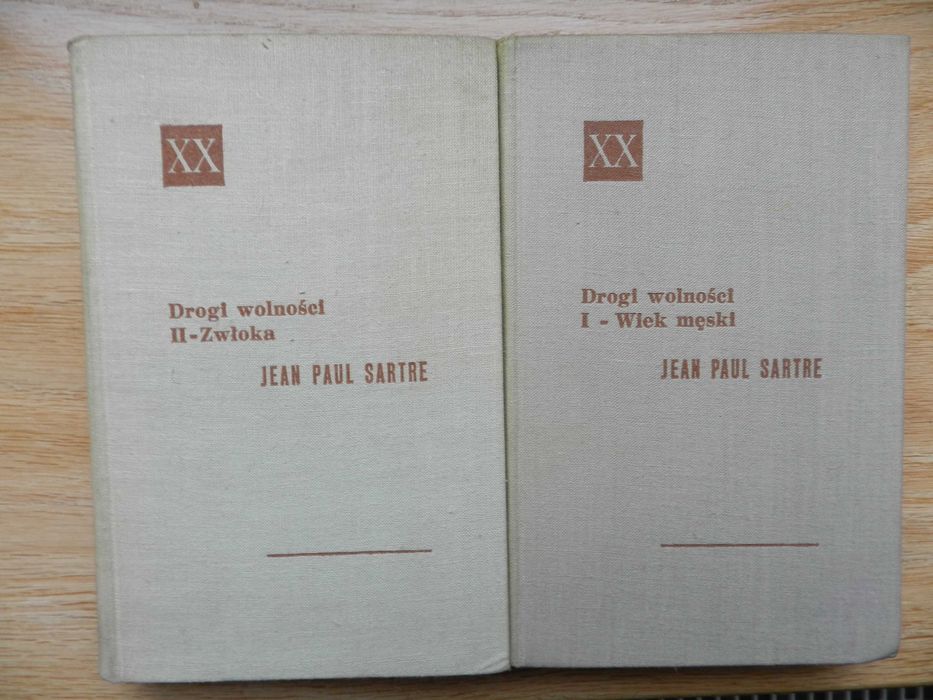 XX
Drogi wolności
II-Zwłoka
JEAN PAUL SARTRE
XX
Drogi wolności
I - Wiek męski
JEAN PAUL SARTRE